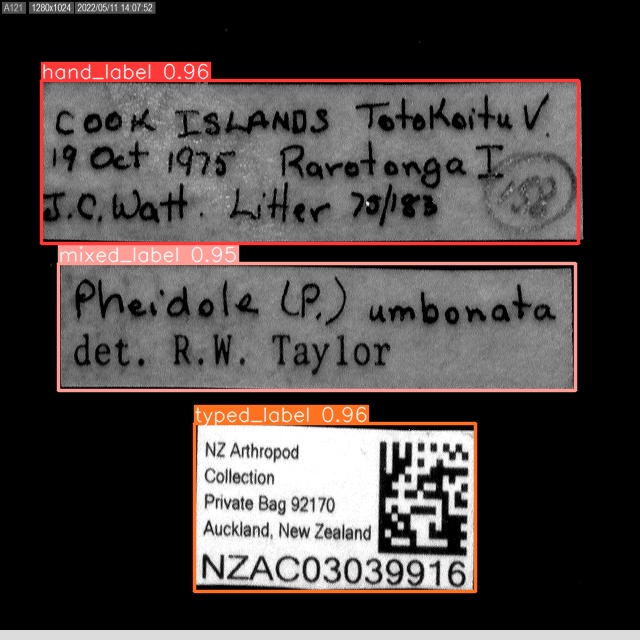 A121 1280x1024 2022/05/11 14:07:52
hand_label 0.96
COOK ISLANDS Totokoitu V.
19 Oct 1975 Rarotonga I
J.C. Watt. Litter 75/183
mixed_label 0.95
Pheidole (P.) umbonata
det. R.W. Taylor
typed_label 0.96
NZ Arthropod
Collection
Private Bag 92170
Auckland, New Zealand
NZAC03039916